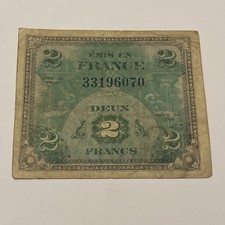 ÉMIS EN
2 FRANCE 2
33196070
DEUX
2
FRANCS